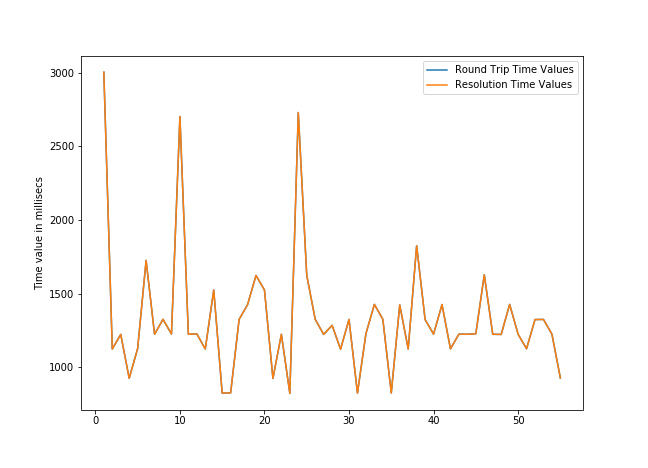 Round Trip Time Values
Resolution Time Values
3000
2500
2000
1500
1000
Time value in millisecs
0 10 20 30 40 50